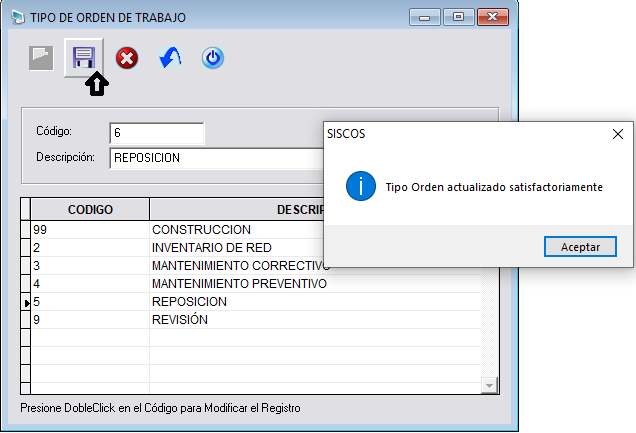 TIPO DE ORDEN DE TRABAJO
Código: 6
Descripción: REPOSICION
SISCOS
Tipo Orden actualizado satisfactoriamente
Aceptar
CODIGO DESCRIP
99 CONSTRUCCION
2 INVENTARIO DE RED
3 MANTENIMIENTO CORRECTIVO
4 MANTENIMIENTO PREVENTIVO
5 REPOSICION
9 REVISIÓN
Presione DobleClick en el Código para Modificar el Registro